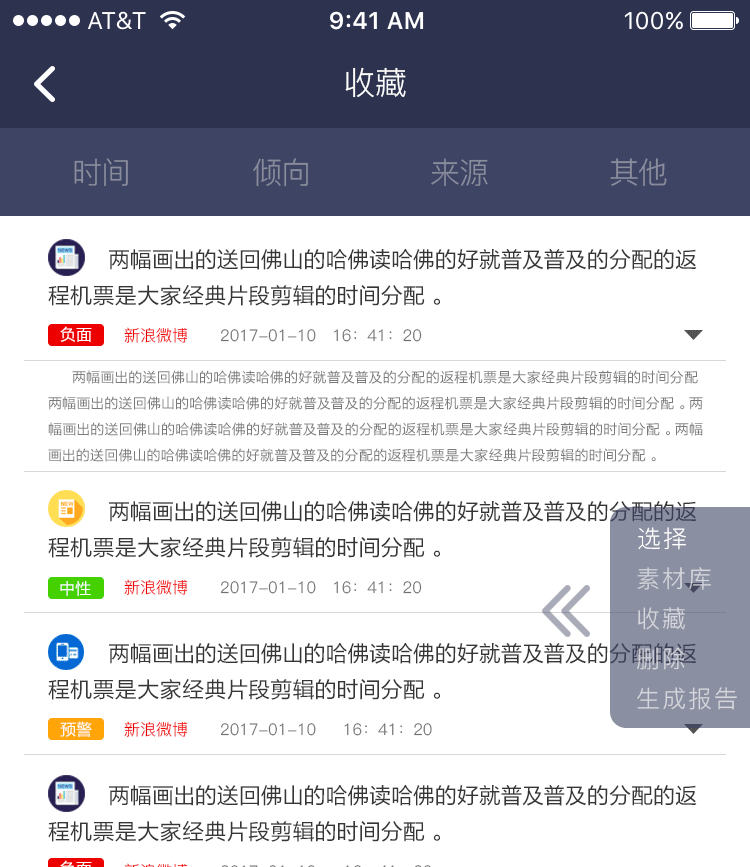 AT&T 9:41 AM 100%
收藏
时间 倾向 来源 其他
NEWS
两幅画出的送回佛山的哈佛读哈佛的好就普及普及的分配的返
程机票是大家经典片段剪辑的时间分配 。
负面 新浪微博 2017-01-10 16: 41: 20
两幅画出的送回佛山的哈佛读哈佛的好就普及普及的分配的返程机票是大家经典片段剪辑的时间分配
两幅画出的送回佛山的哈佛读哈佛的好就普及普及的分配的返程机票是大家经典片段剪辑的时间分配 。两
幅画出的送回佛山的哈佛读哈佛的好就普及普及的分配的返程机票是大家经典片段剪辑的时间分配 。两幅
画出的送回佛山的哈佛读哈佛的好就普及普及的分配的返程机票是大家经典片段剪辑的时间分配 。
NEW
两幅画出的送回佛山的哈佛读哈佛的好就普及普及的分配的返
程机票是大家经典片段剪辑的时间分配 。
中性 新浪微博 2017-01-10 16: 41: 20
选择
素材库
收藏
删除
生成报告
两幅画出的送回佛山的哈佛读哈佛的好就普及普及的分配的返
程机票是大家经典片段剪辑的时间分配 。
预警 新浪微博 2017-01-10 16: 41: 20
NEWS
两幅画出的送回佛山的哈佛读哈佛的好就普及普及的分配的返
程机票是大家经典片段剪辑的时间分配 。
负面 新浪微博